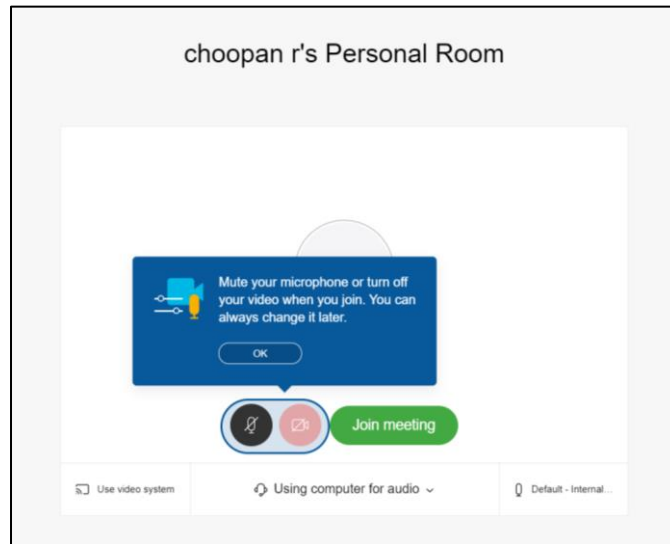 choopan r's Personal Room
Mute your microphone or turn off
your video when you join. You can
always change it later.
OK
Join meeting
Use video system
Using computer for audio
Default - Internal...